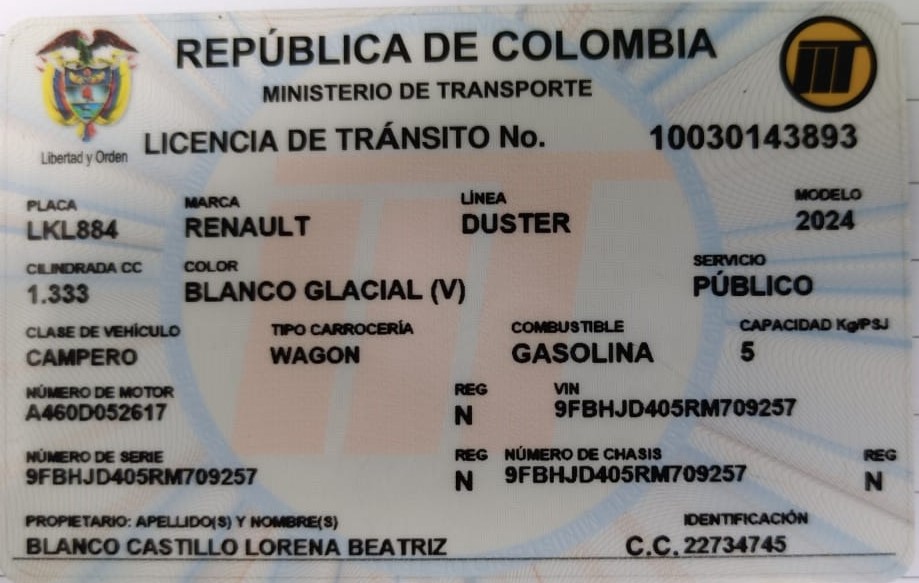 REPÚBLICA DE COLOMBIA
MINISTERIO DE TRANSPORTE
Libertad y Orden
LICENCIA DE TRÁNSITO No. 10030143893
PLACA MARCA LÍNEA MODELO
LKL884 RENAULT DUSTER 2024
CILINDRADA CC COLOR SERVICIO
1.333 BLANCO GLACIAL (V) PÚBLICO
CLASE DE VEHÍCULO TIPO CARROCERÍA COMBUSTIBLE CAPACIDAD Kg/PSJ
CAMPERO WAGON GASOLINA 5
NÚMERO DE MOTOR REG VIN
A460D052617 N 9FBHJD405RM709257
NÚMERO DE SERIE REG NÚMERO DE CHASIS REG
9FBHJD405RM709257 N 9FBHJD405RM709257 N
PROPIETARIO: APELLIDO(S) Y NOMBRE(S) IDENTIFICACIÓN
BLANCO CASTILLO LORENA BEATRIZ C.C. 22734745